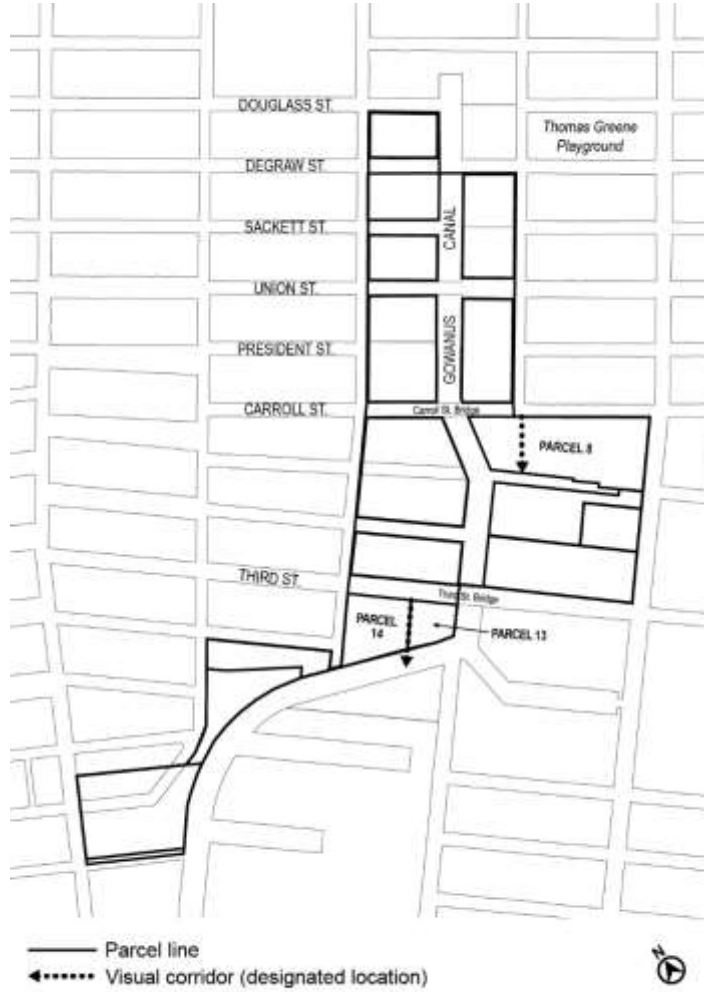 DOUGLASS ST.
Thomas Greene
Playground
DEGRAW ST.
SACKETT ST.
CANAL
UNION ST.
GOWANUS
PRESIDENT ST.
CARROLL ST.
Carroll St. Bridge
PARCEL 8
THIRD ST.
Third St. Bridge
PARCEL
14
PARCEL 13
Parcel line
Visual corridor (designated location)
N